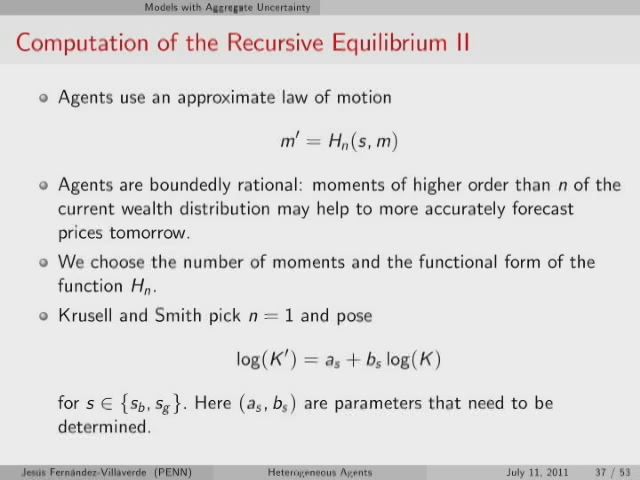 Models with Aggregate Uncertainty
Computation of the Recursive Equilibrium II
Agents use an approximate law of motion
m′ = Hₙ(s, m)
Agents are boundedly rational: moments of higher order than n of the
current wealth distribution may help to more accurately forecast
prices tomorrow.
We choose the number of moments and the functional form of the
function Hₙ.
Krusell and Smith pick n = 1 and pose
log(K′) = aₛ + bₛ log(K)
for s ∈ {s_b, s_g}. Here (aₛ, bₛ) are parameters that need to be
determined.
Jesús Fernández-Villaverde (PENN) Heterogeneous Agents July 11, 2011 37 / 53